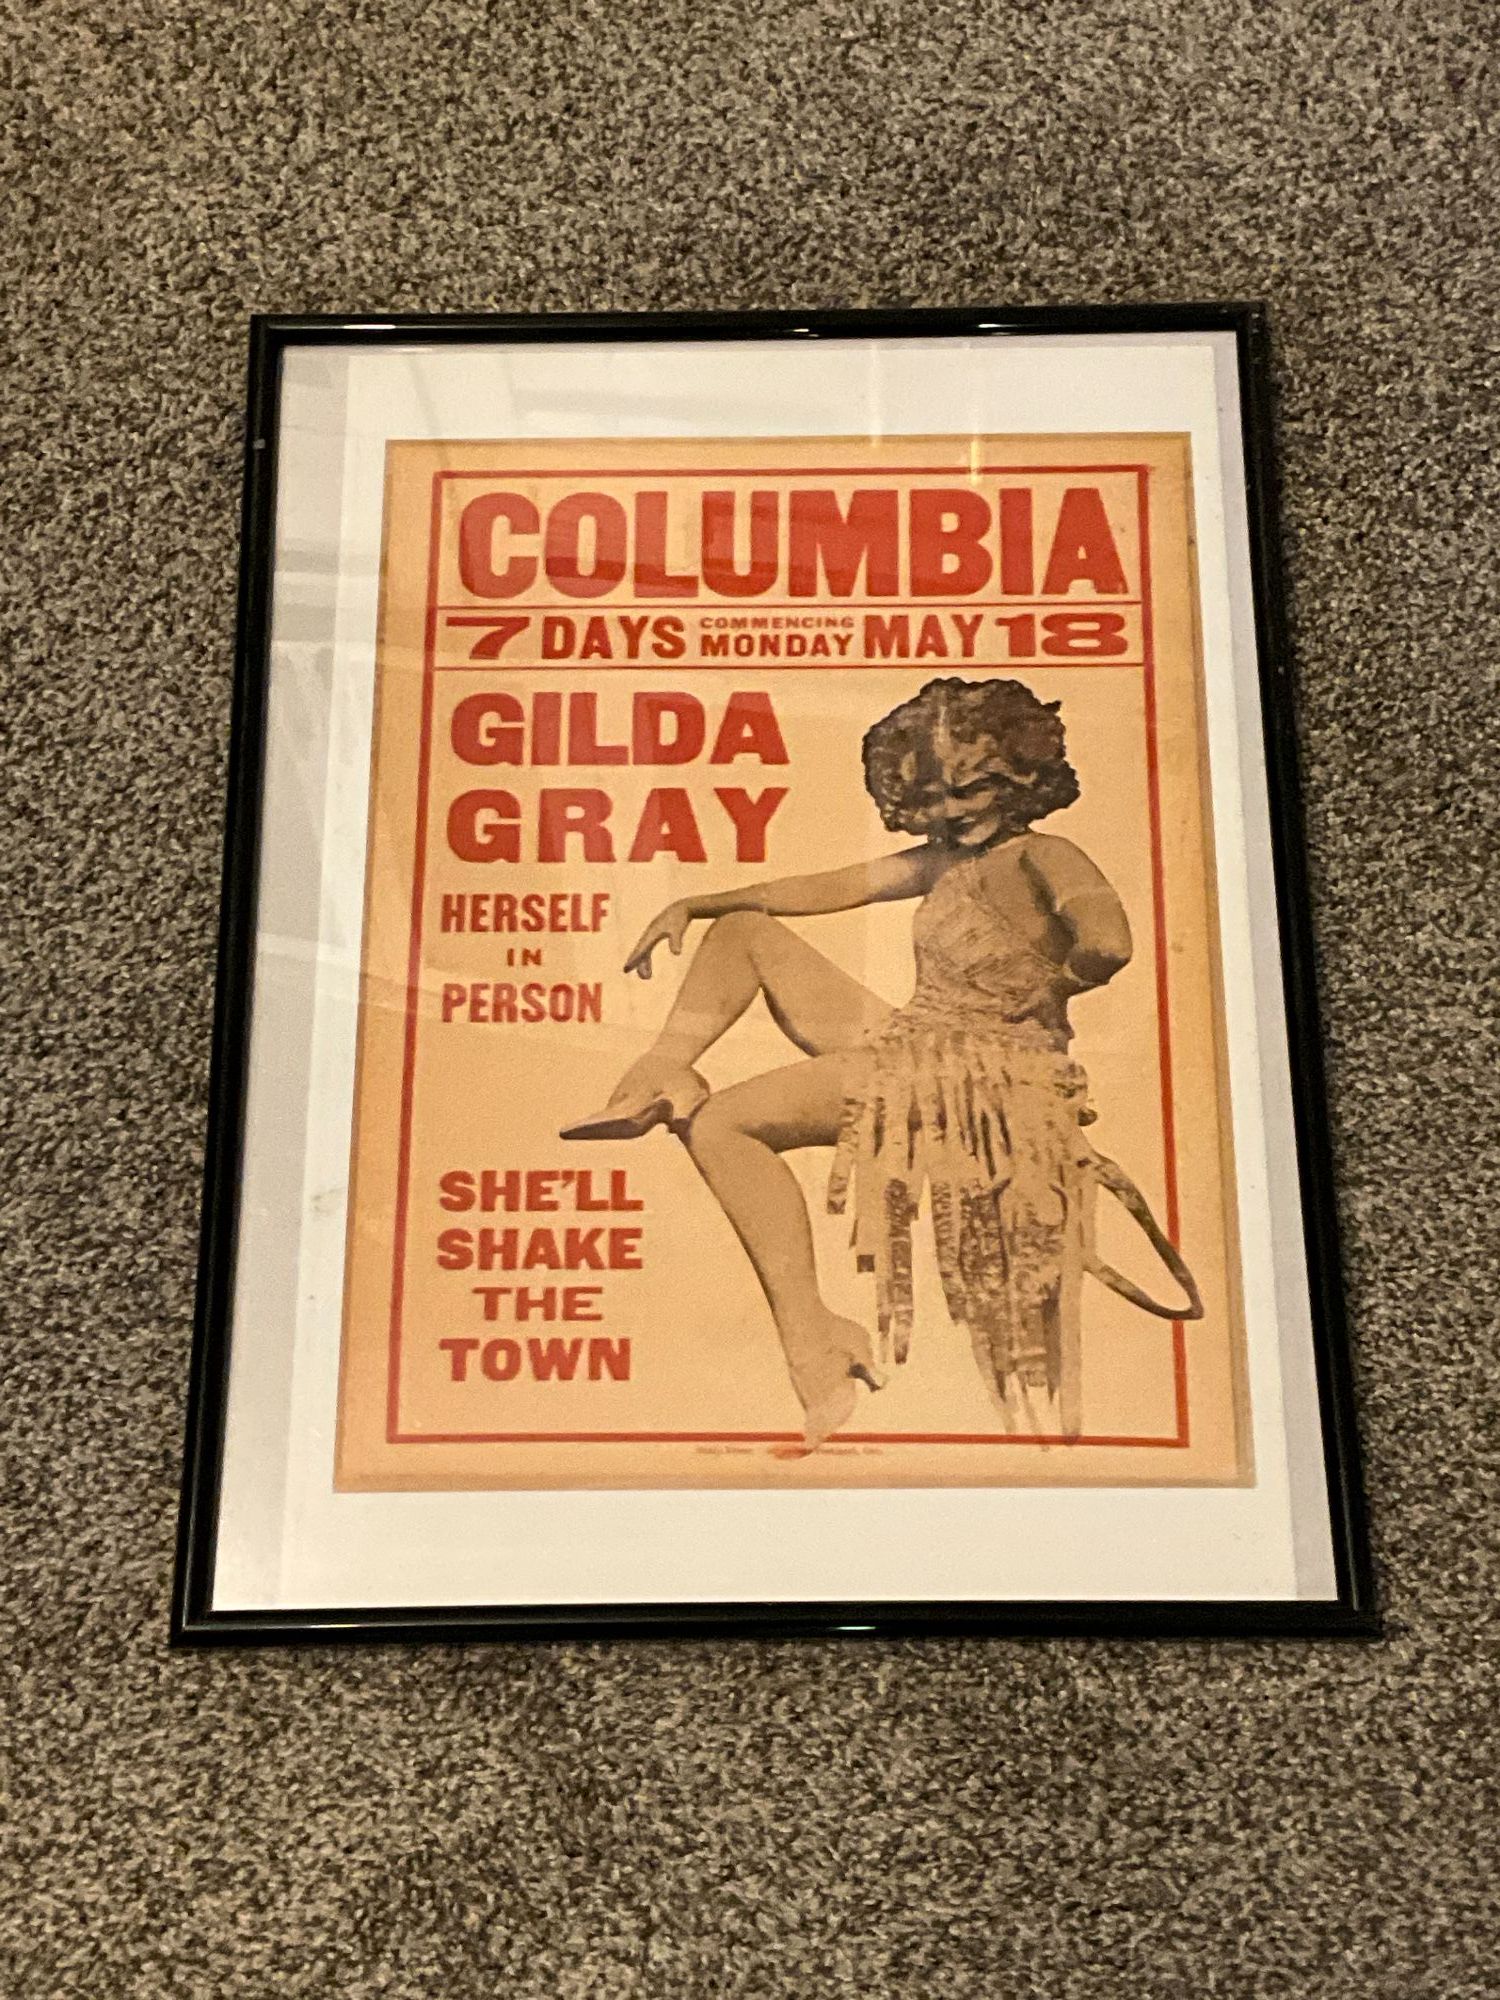 COLUMBIA
7 DAYS COMMENCING MONDAY MAY 18
GILDA
GRAY
HERSELF
IN
PERSON
SHE'LL
SHAKE
THE
TOWN